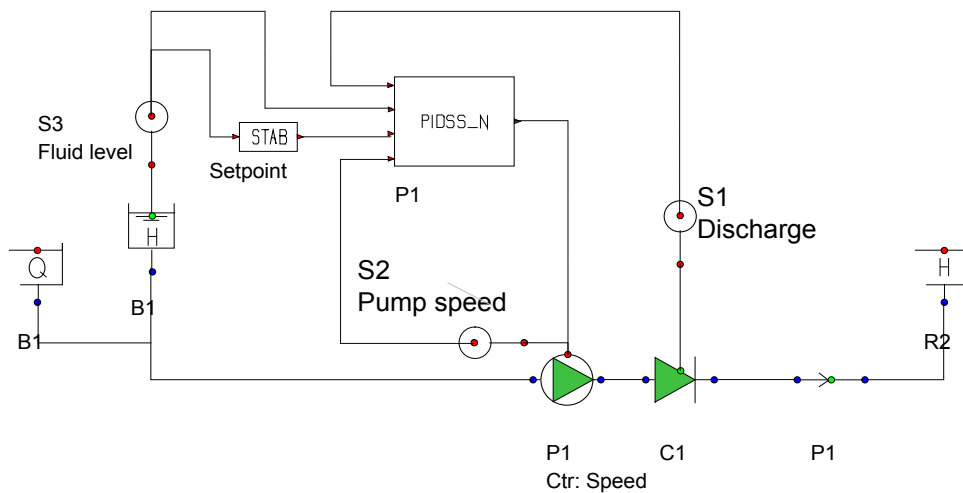 S3
Fluid level
STAB
Setpoint
PIDSS_N
P1
S1
Discharge
H
Q
H
S2
Pump speed
B1
B1
R2
P1
Ctr: Speed
C1
P1